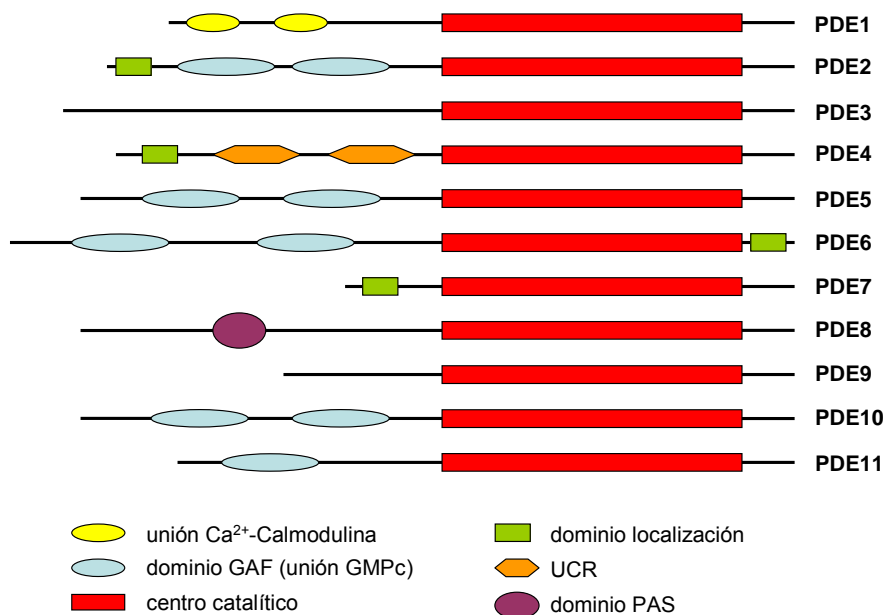 PDE1
PDE2
PDE3
PDE4
PDE5
PDE6
PDE7
PDE8
PDE9
PDE10
PDE11
unión Ca²⁺-Calmodulina
dominio GAF (unión GMPc)
centro catalítico
dominio localización
UCR
dominio PAS